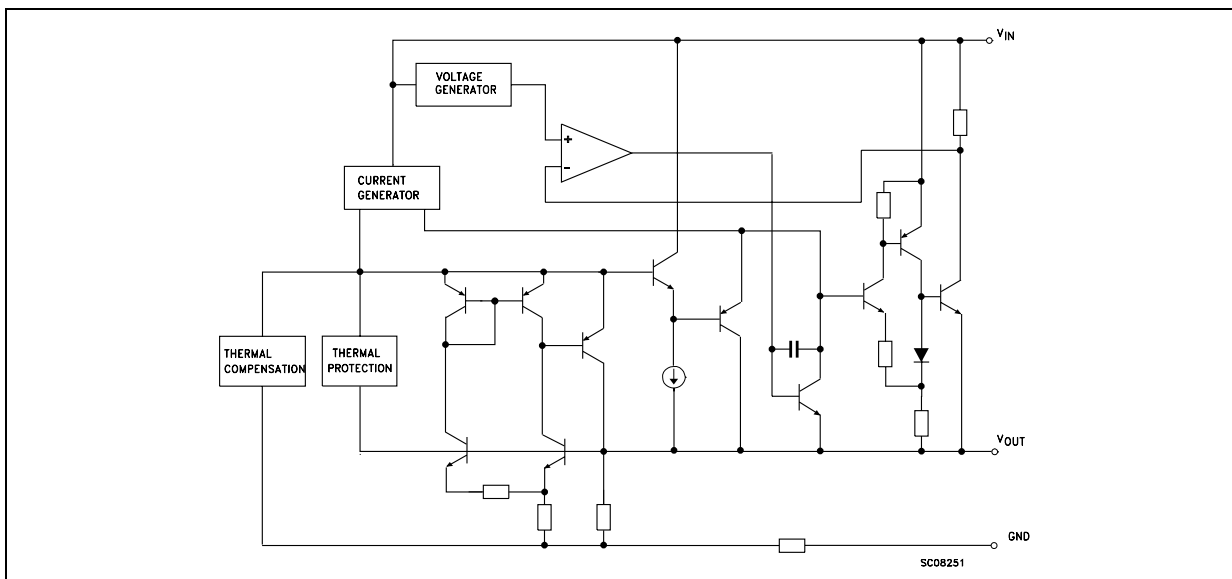 VIN
VOLTAGE
GENERATOR
+
−
CURRENT
GENERATOR
THERMAL
COMPENSATION
THERMAL
PROTECTION
VOUT
GND
SC08251